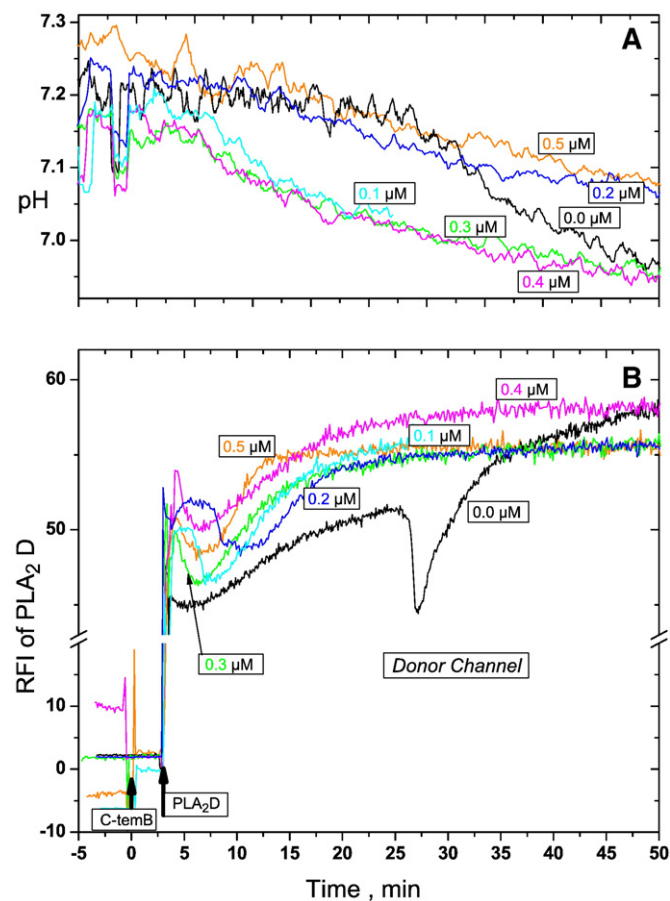 7.3
A
7.2
7.1
pH
7.0
0.5 µM
0.2 µM
0.1 µM
0.0 µM
0.3 µM
0.4 µM
60
B
0.4 µM
0.5 µM
0.1 µM
0.2 µM
0.0 µM
50
RFI of PLA₂ D
0.3 µM
Donor Channel
10
0
-10
C-temB
PLA₂D
-5 0 5 10 15 20 25 30 35 40 45 50
Time , min